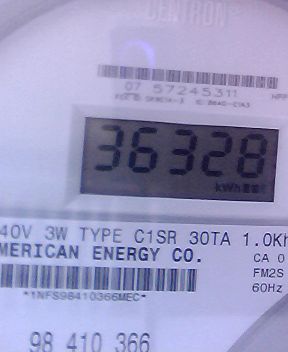 CENTRON
07 57245311
36328
kWh
40V 3W TYPE C1SR 30TA 1.0Kh
MERICAN ENERGY CO. CA 0
FM2S
*1NFS98410366MEC* 60Hz
98 410 366